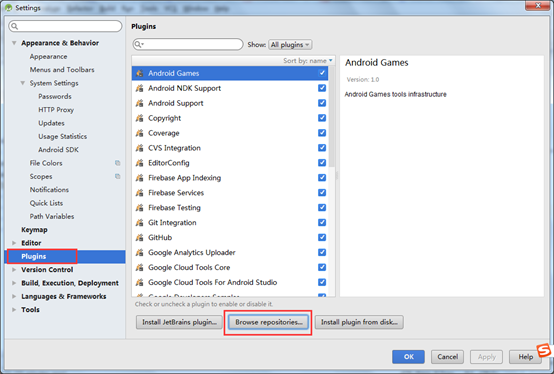 Settings
Appearance & Behavior
Appearance
Menus and Toolbars
System Settings
Passwords
HTTP Proxy
Updates
Usage Statistics
Android SDK
File Colors
Scopes
Notifications
Quick Lists
Path Variables
Keymap
Editor
Plugins
Version Control
Build, Execution, Deployment
Languages & Frameworks
Tools
Plugins
Show: All plugins
Sort by: name
Android Games
Android NDK Support
Android Support
Copyright
Coverage
CVS Integration
EditorConfig
Firebase App Indexing
Firebase Services
Firebase Testing
Git Integration
GitHub
Google Analytics Uploader
Google Cloud Tools Core
Google Cloud Tools For Android Studio
Check or uncheck a plugin to enable or disable it.
Install JetBrains plugin... Browse repositories... Install plugin from disk...
Android Games
Version: 1.0
Android Games tools infrastructure
OK Cancel Apply Help